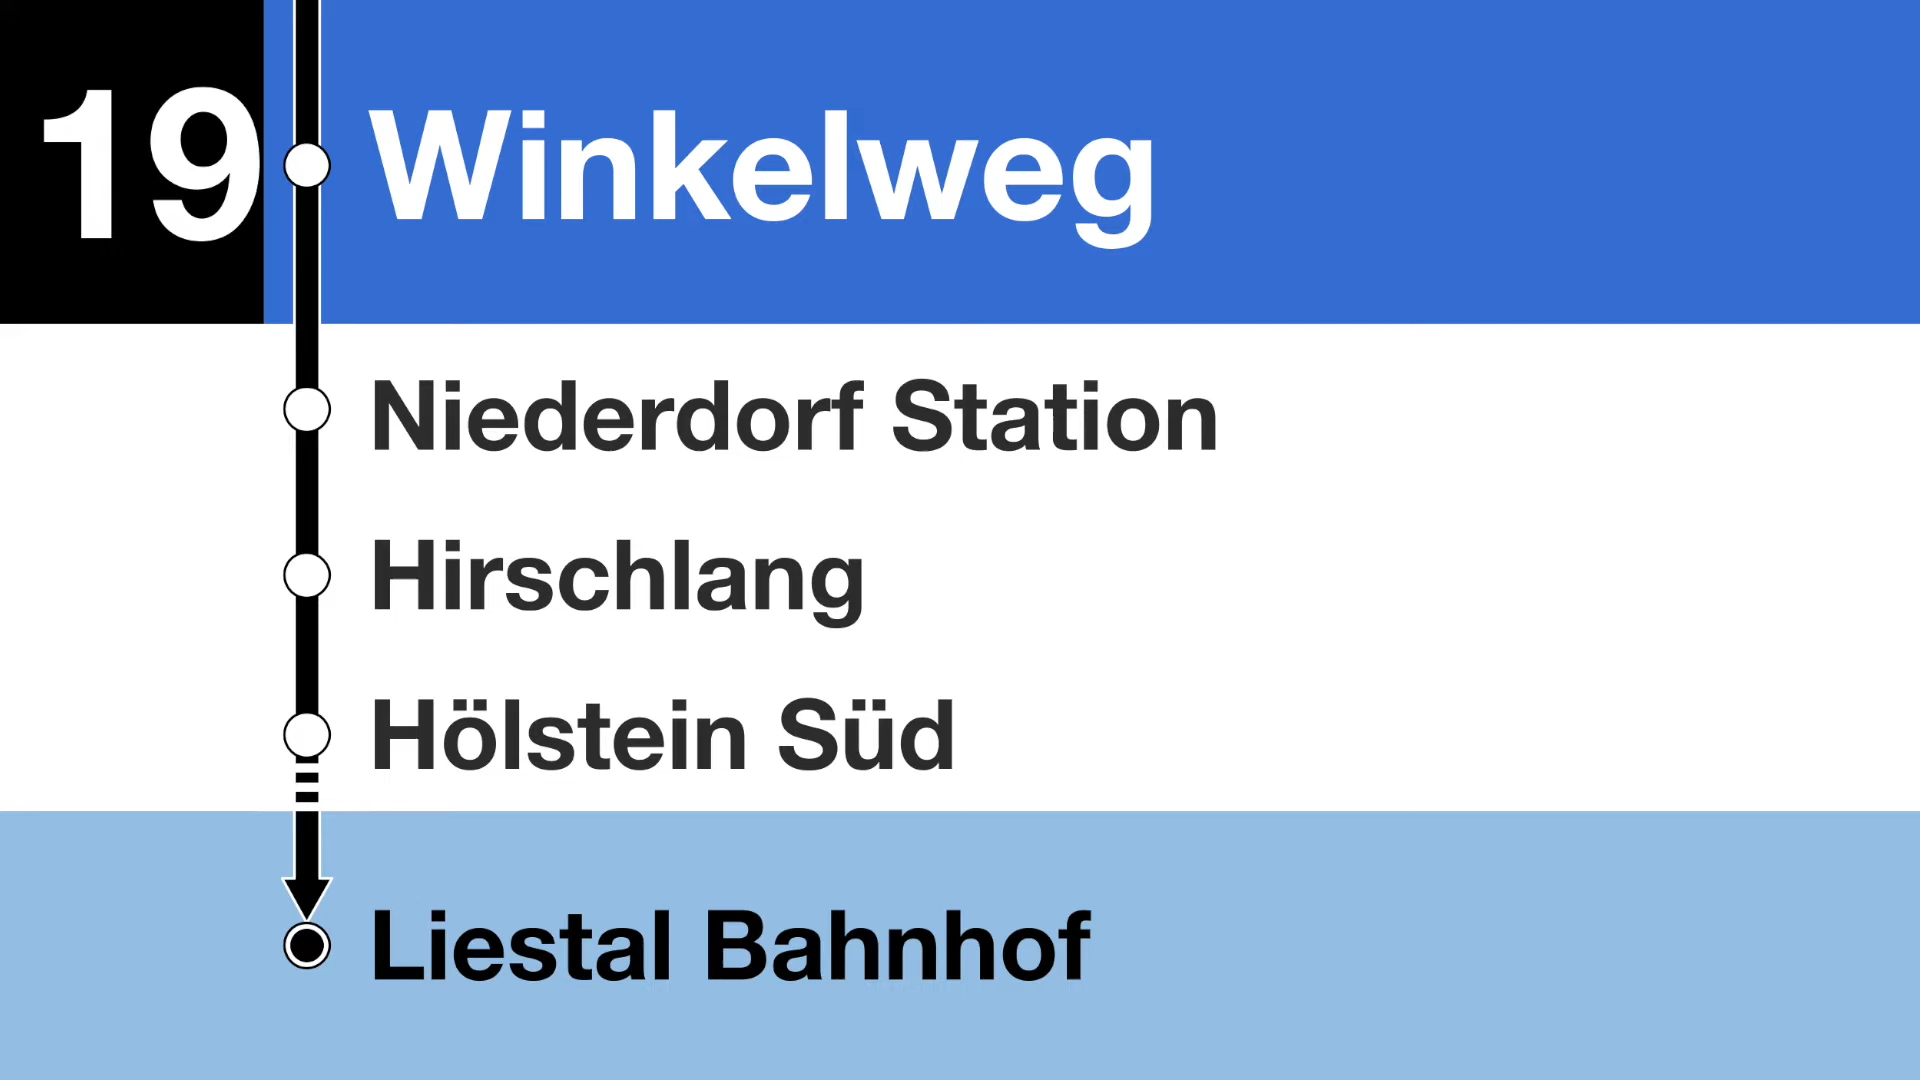 19 Winkelweg
Niederdorf Station
Hirschlang
Hölstein Süd
Liestal Bahnhof